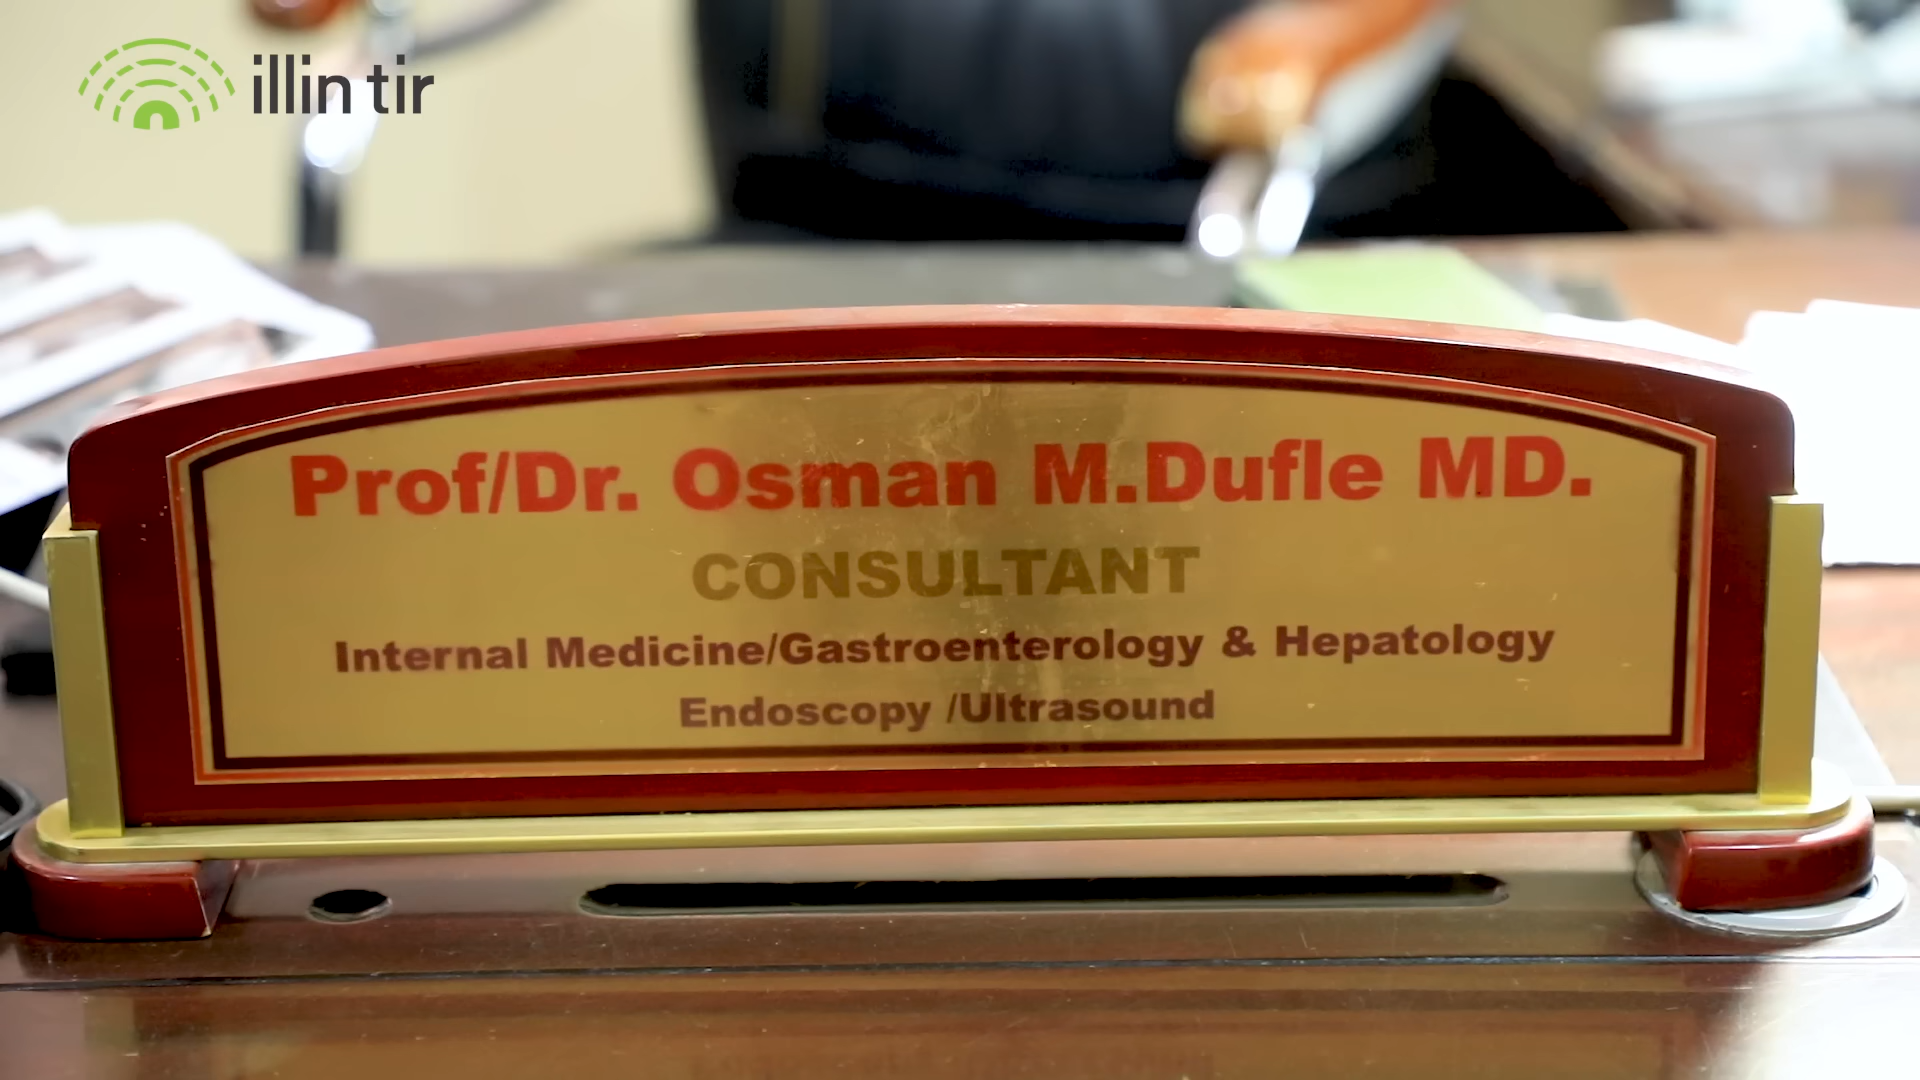 illin tir
Prof/Dr. Osman M.Dufle MD.
CONSULTANT
Internal Medicine/Gastroenterology & Hepatology
Endoscopy /Ultrasound